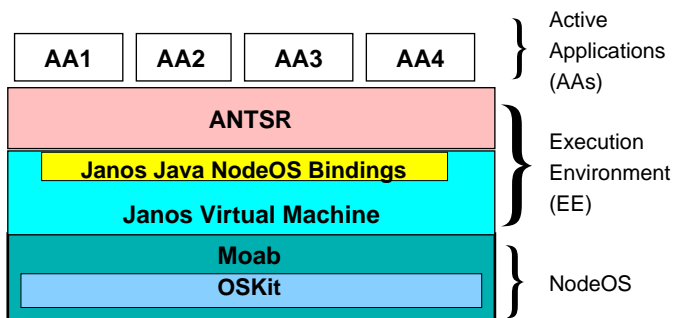 AA1 AA2 AA3 AA4
Active
Applications
(AAs)
ANTSR
Janos Java NodeOS Bindings
Janos Virtual Machine
Execution
Environment
(EE)
Moab
OSKit
NodeOS